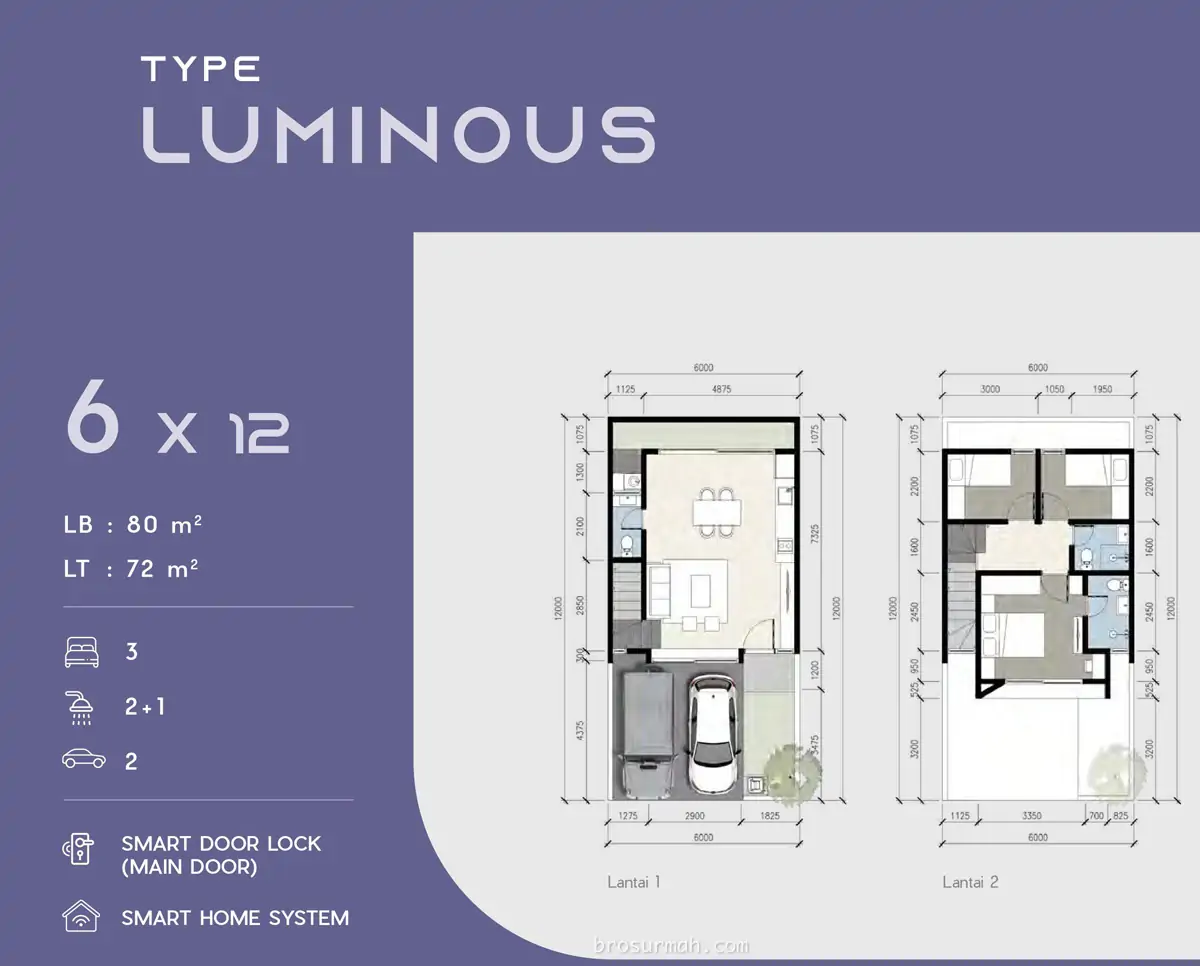 TYPE
LUMINOUS
6 x 12
LB : 80 m²
LT : 72 m²
3
2+1
2
SMART DOOR LOCK
(MAIN DOOR)
SMART HOME SYSTEM
6000
1125 4875
12000
1075
1300
2100
2850
300
4375
1075
7325
1200
3475
12000
1275 2900 1825
6000
Lantai 1
6000
3000 1050 1950
12000
1075
2200
1600
2450
950
525
3200
1075
2200
1600
2450
950
525
3200
12000
1125 3350 700 825
6000
Lantai 2
brosurmah.com